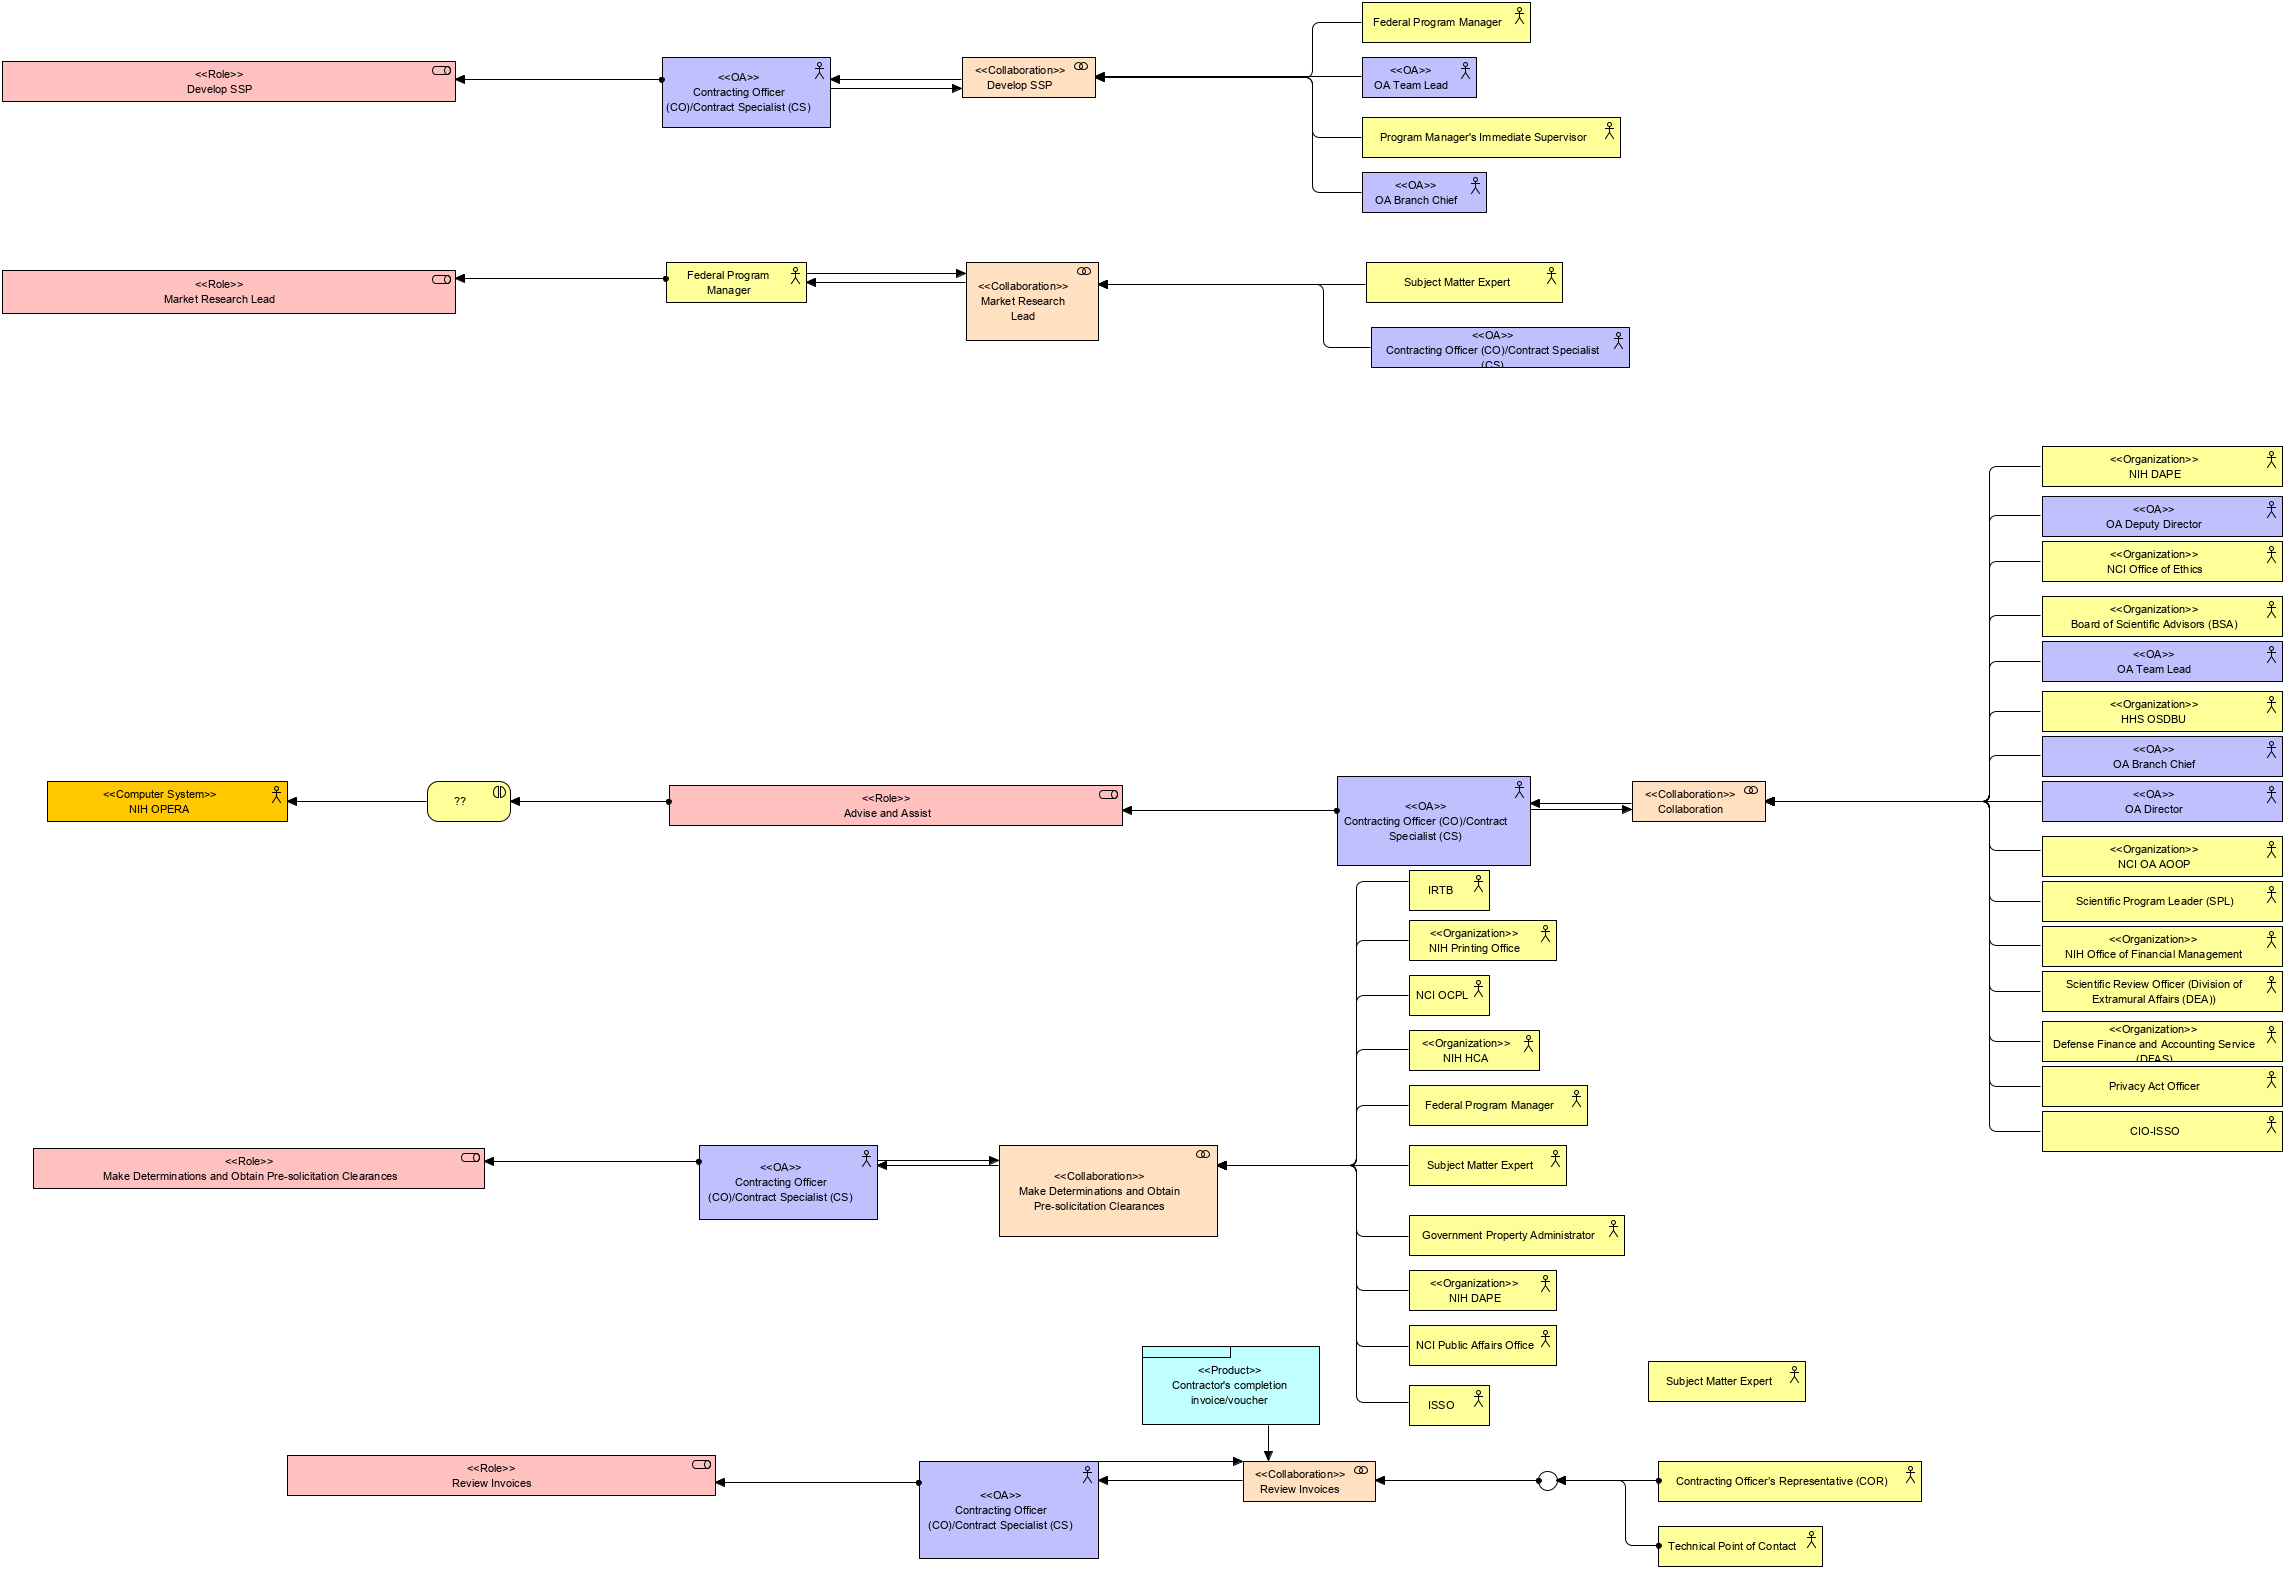 Federal Program Manager
<<Role>>
Develop SSP
<<OA>>
Contracting Officer
(CO)/Contract Specialist (CS)
<<Collaboration>>
Develop SSP
<<OA>>
OA Team Lead
Program Manager's Immediate Supervisor
<<OA>>
OA Branch Chief
<<Role>>
Market Research Lead
Federal Program
Manager
<<Collaboration>>
Market Research
Lead
Subject Matter Expert
<<OA>>
Contracting Officer (CO)/Contract Specialist
(CS)
<<Organization>>
NIH DAPE
<<OA>>
OA Deputy Director
<<Organization>>
NCI Office of Ethics
<<Organization>>
Board of Scientific Advisors (BSA)
<<OA>>
OA Team Lead
<<Organization>>
HHS OSDBU
<<OA>>
OA Branch Chief
<<Computer System>>
NIH OPERA
??
<<Role>>
Advise and Assist
<<OA>>
Contracting Officer (CO)/Contract
Specialist (CS)
<<Collaboration>>
Collaboration
<<OA>>
OA Director
<<Organization>>
NCI OA AOOP
Scientific Program Leader (SPL)
<<Organization>>
NIH Office of Financial Management
Scientific Review Officer (Division of
Extramural Affairs (DEA))
<<Organization>>
Defense Finance and Accounting Service
(DFAS)
Privacy Act Officer
CIO-ISSO
IRTB
<<Organization>>
NIH Printing Office
NCI OCPL
<<Organization>>
NIH HCA
Federal Program Manager
<<Role>>
Make Determinations and Obtain Pre-solicitation Clearances
<<OA>>
Contracting Officer
(CO)/Contract Specialist (CS)
<<Collaboration>>
Make Determinations and Obtain
Pre-solicitation Clearances
Subject Matter Expert
Government Property Administrator
<<Organization>>
NIH DAPE
NCI Public Affairs Office
ISSO
<<Product>>
Contractor's completion
invoice/voucher
Subject Matter Expert
<<Role>>
Review Invoices
<<OA>>
Contracting Officer
(CO)/Contract Specialist (CS)
<<Collaboration>>
Review Invoices
Contracting Officer's Representative (COR)
Technical Point of Contact